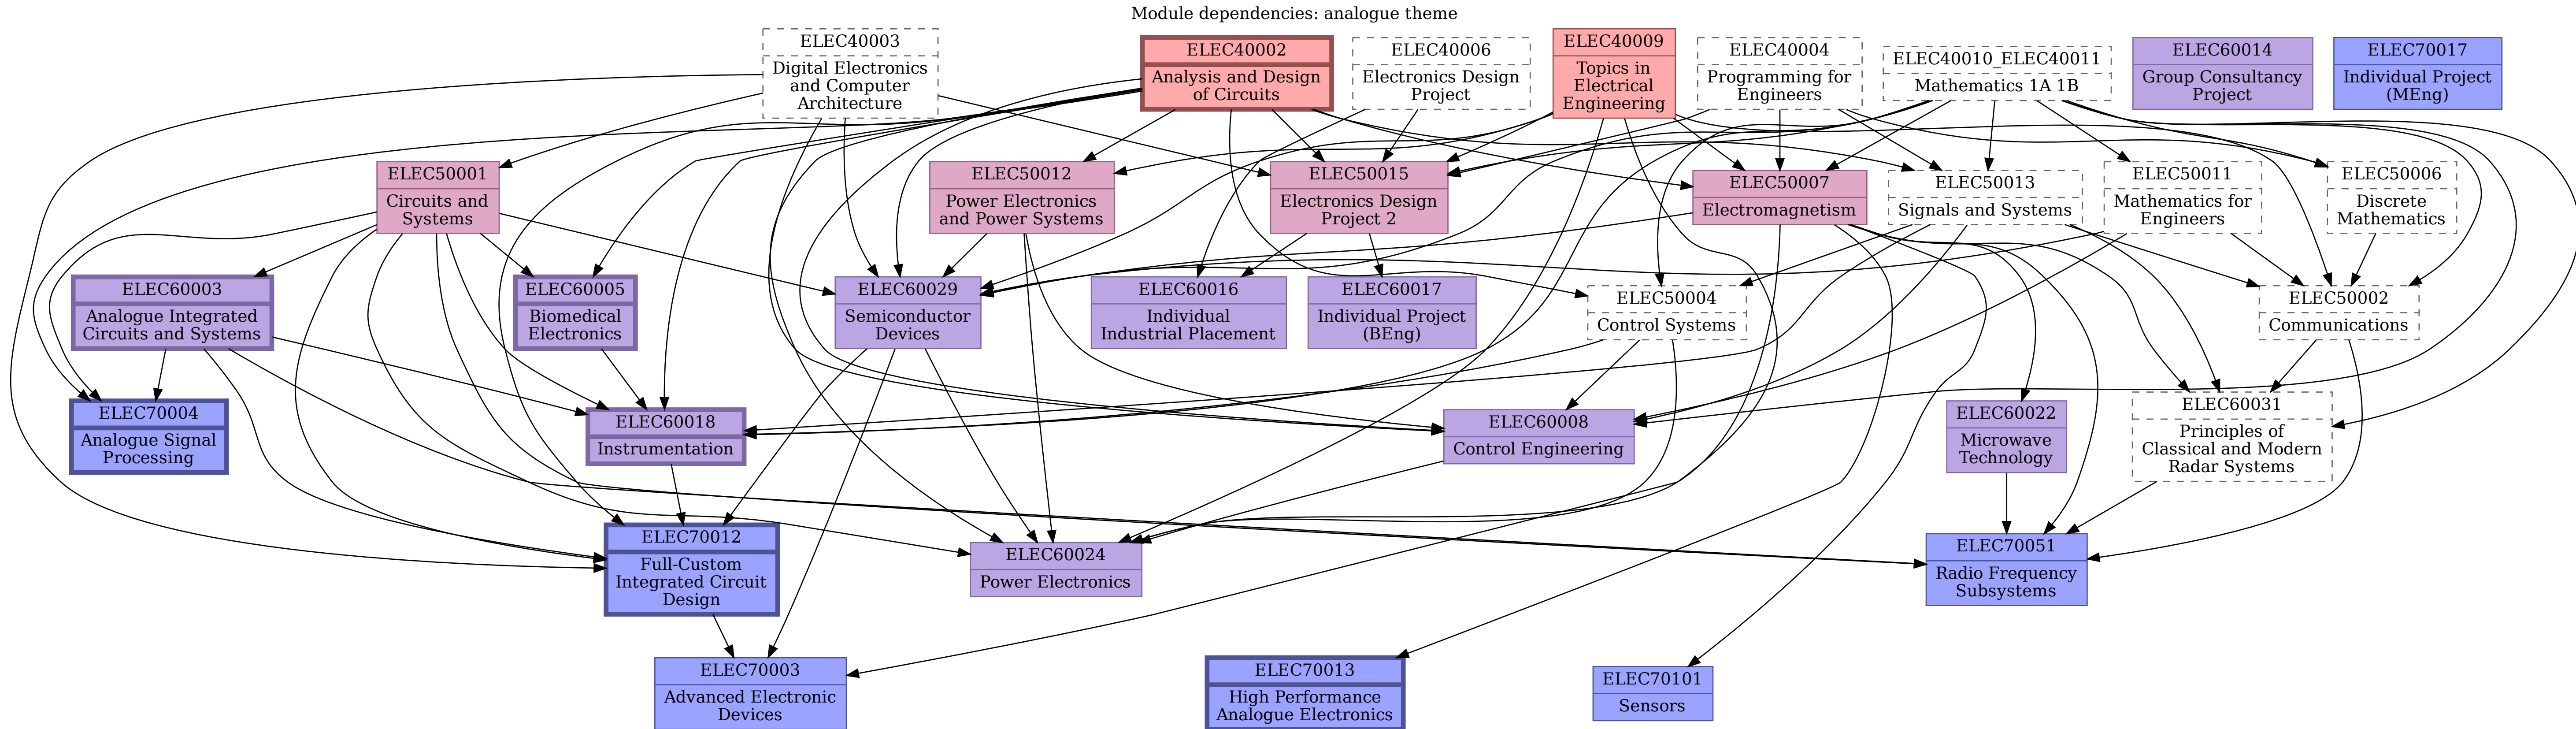 Module dependencies: analogue theme
ELEC40003
Digital Electronics
and Computer
Architecture
ELEC40002
Analysis and Design
of Circuits
ELEC40006
Electronics Design
Project
ELEC40009
Topics in
Electrical
Engineering
ELEC40004
Programming for
Engineers
ELEC40010_ELEC40011
Mathematics 1A 1B
ELEC60014
Group Consultancy
Project
ELEC70017
Individual Project
(MEng)
ELEC50001
Circuits and
Systems
ELEC50012
Power Electronics
and Power Systems
ELEC50015
Electronics Design
Project 2
ELEC50007
Electromagnetism
ELEC50013
Signals and Systems
ELEC50011
Mathematics for
Engineers
ELEC50006
Discrete
Mathematics
ELEC60003
Analogue Integrated
Circuits and Systems
ELEC60005
Biomedical
Electronics
ELEC60029
Semiconductor
Devices
ELEC60016
Individual
Industrial Placement
ELEC60017
Individual Project
(BEng)
ELEC50004
Control Systems
ELEC50002
Communications
ELEC70004
Analogue Signal
Processing
ELEC60018
Instrumentation
ELEC60008
Control Engineering
ELEC60022
Microwave
Technology
ELEC60031
Principles of
Classical and Modern
Radar Systems
ELEC70012
Full-Custom
Integrated Circuit
Design
ELEC60024
Power Electronics
ELEC70051
Radio Frequency
Subsystems
ELEC70003
Advanced Electronic
Devices
ELEC70013
High Performance
Analogue Electronics
ELEC70101
Sensors